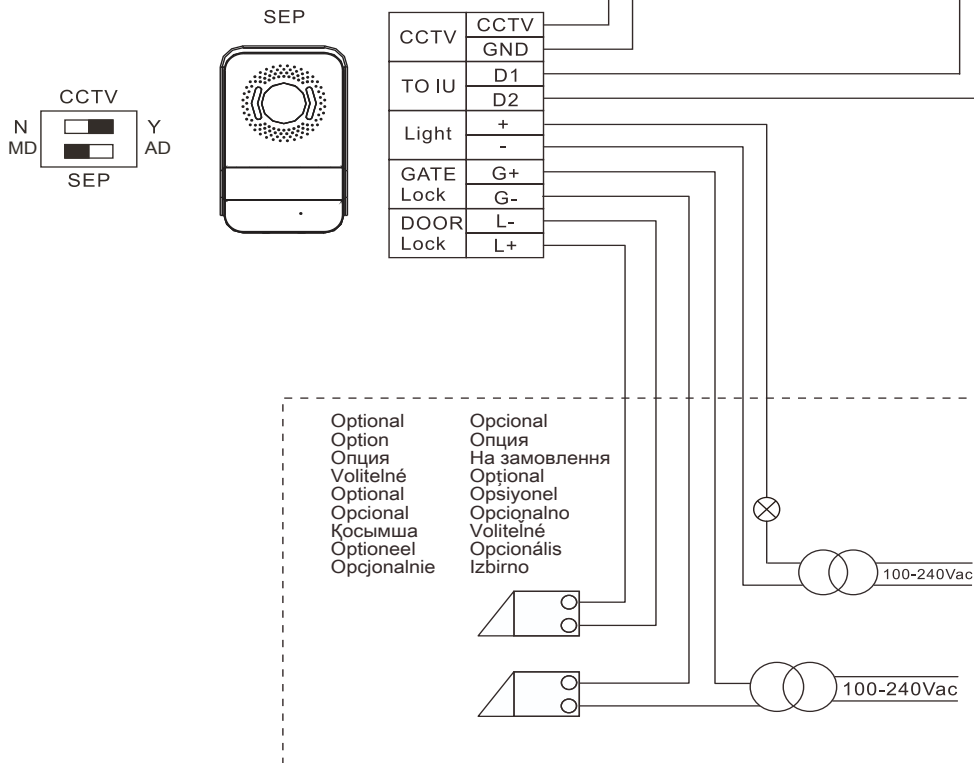 SEP
CCTV
N Y
MD AD
SEP
CCTV CCTV
GND
TO IU D1
D2
Light +
-
GATE Lock G+
G-
DOOR Lock L-
L+
Optional Opcional
Option Опция
Опция На замовлення
Volitelné Opțional
Optional Opsiyonel
Opcional Opcionalno
Қосымша Voliteľné
Optioneel Opcionális
Opcjonalnie Izbirno
100-240Vac
100-240Vac